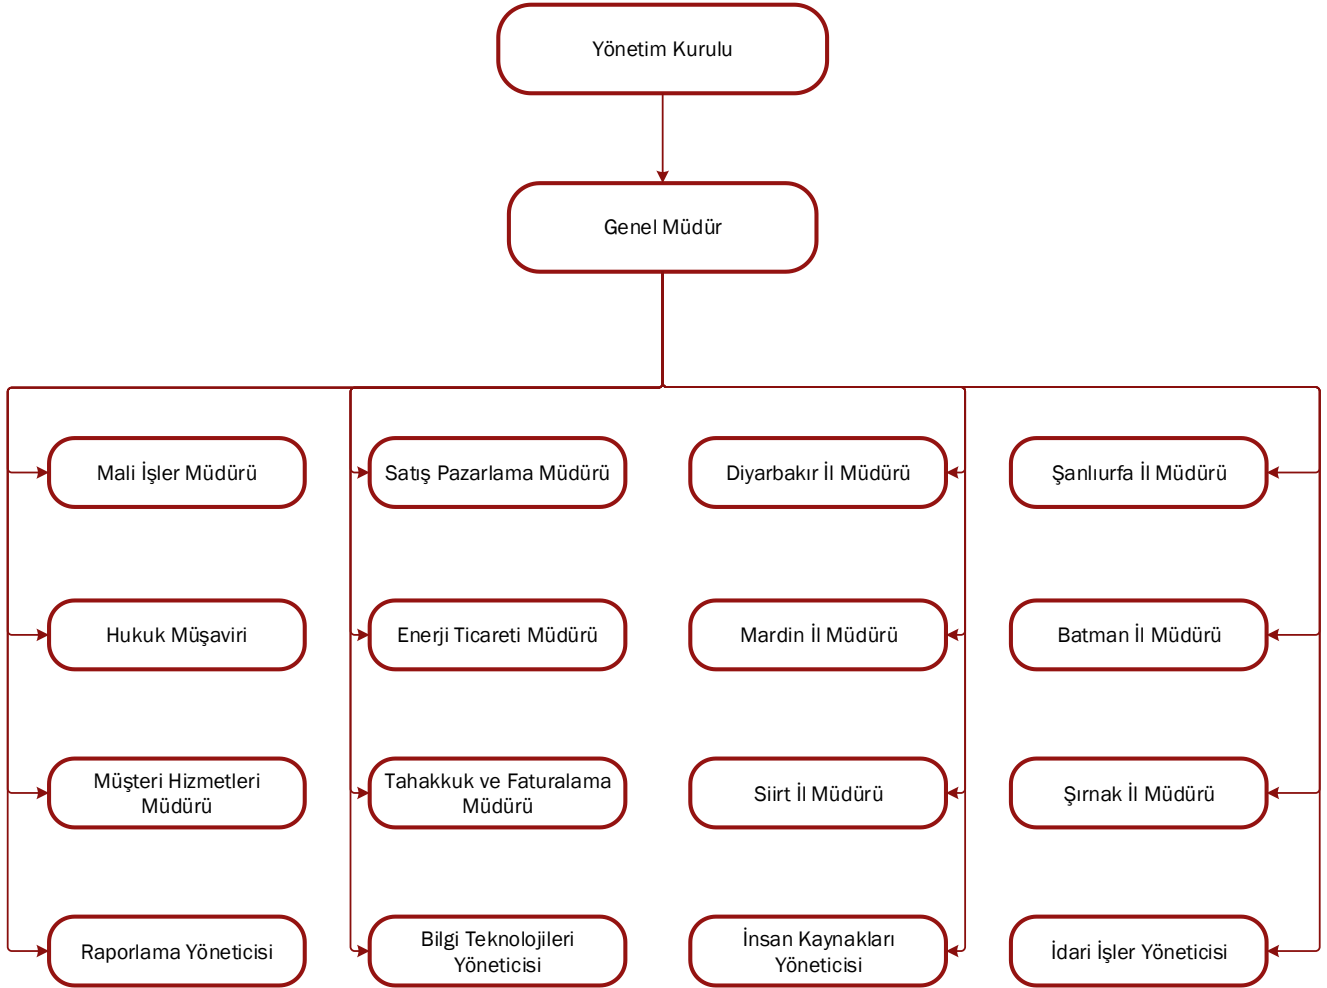 Yönetim Kurulu
Genel Müdür
Mali İşler Müdürü
Satış Pazarlama Müdürü
Diyarbakır İl Müdürü
Şanlıurfa İl Müdürü
Hukuk Müşaviri
Enerji Ticareti Müdürü
Mardin İl Müdürü
Batman İl Müdürü
Müşteri Hizmetleri
Müdürü
Tahakkuk ve Faturalama
Müdürü
Siirt İl Müdürü
Şırnak İl Müdürü
Raporlama Yöneticisi
Bilgi Teknolojileri
Yöneticisi
İnsan Kaynakları
Yöneticisi
İdari İşler Yöneticisi